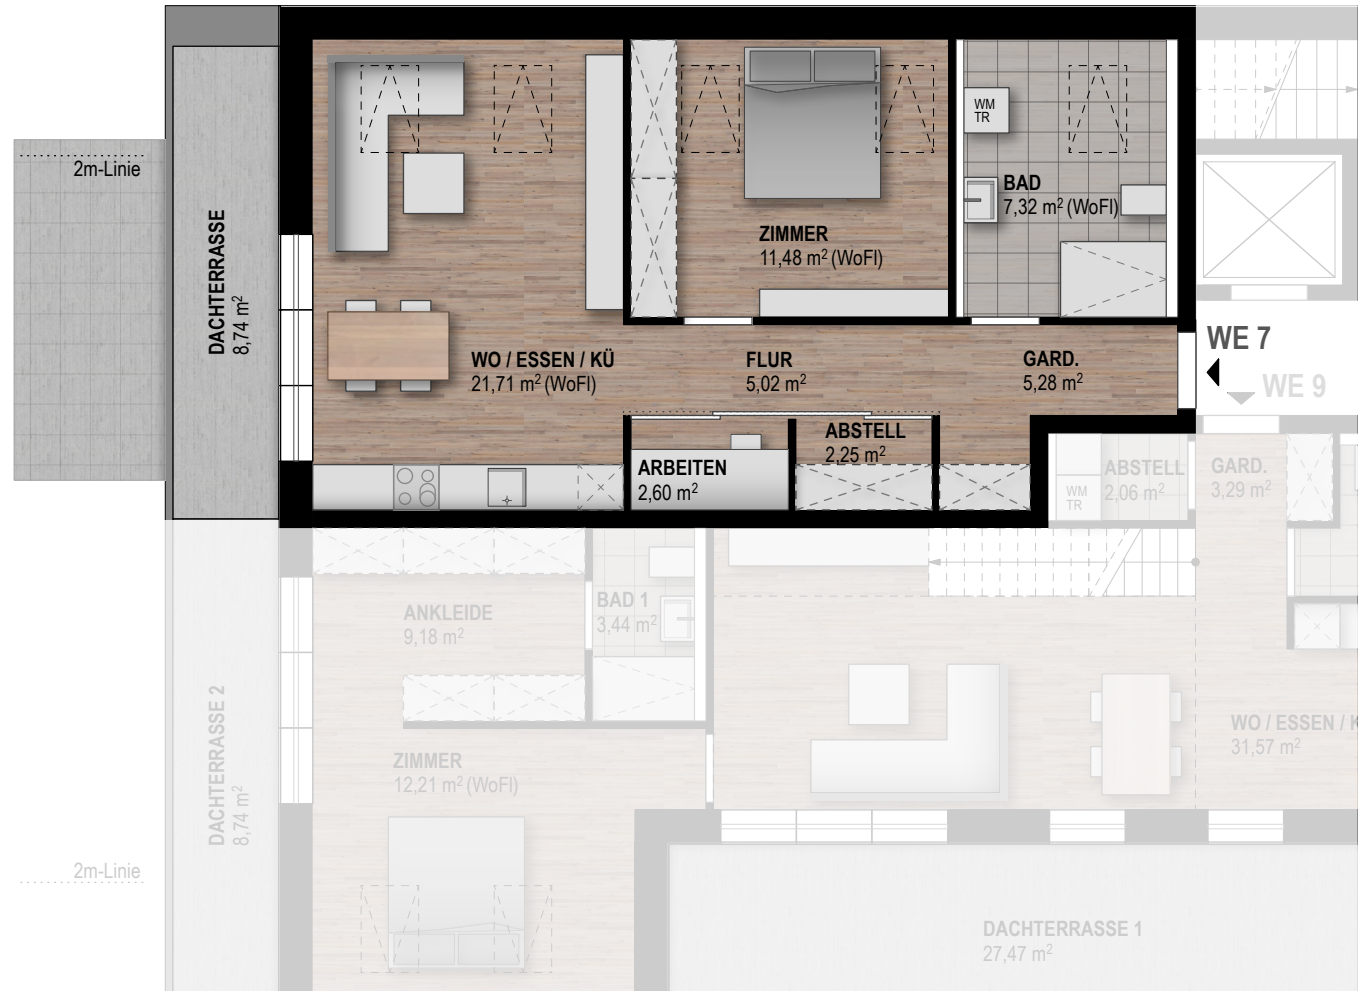 2m-Linie
DACHTERRASSE
8,74 m²
WM
TR
BAD
7,32 m² (WoFl)
ZIMMER
11,48 m² (WoFl)
WO / ESSEN / KÜ
21,71 m² (WoFl)
FLUR
5,02 m²
GARD.
5,28 m²
WE 7
WE 9
ARBEITEN
2,60 m²
ABSTELL
2,25 m²
WM
TR
ABSTELL
2,06 m²
GARD.
3,29 m²
ANKLEIDE
9,18 m²
BAD 1
3,44 m²
DACHTERRASSE 2
8,74 m²
ZIMMER
12,21 m² (WoFl)
WO / ESSEN / K
31,57 m²
2m-Linie
DACHTERRASSE 1
27,47 m²